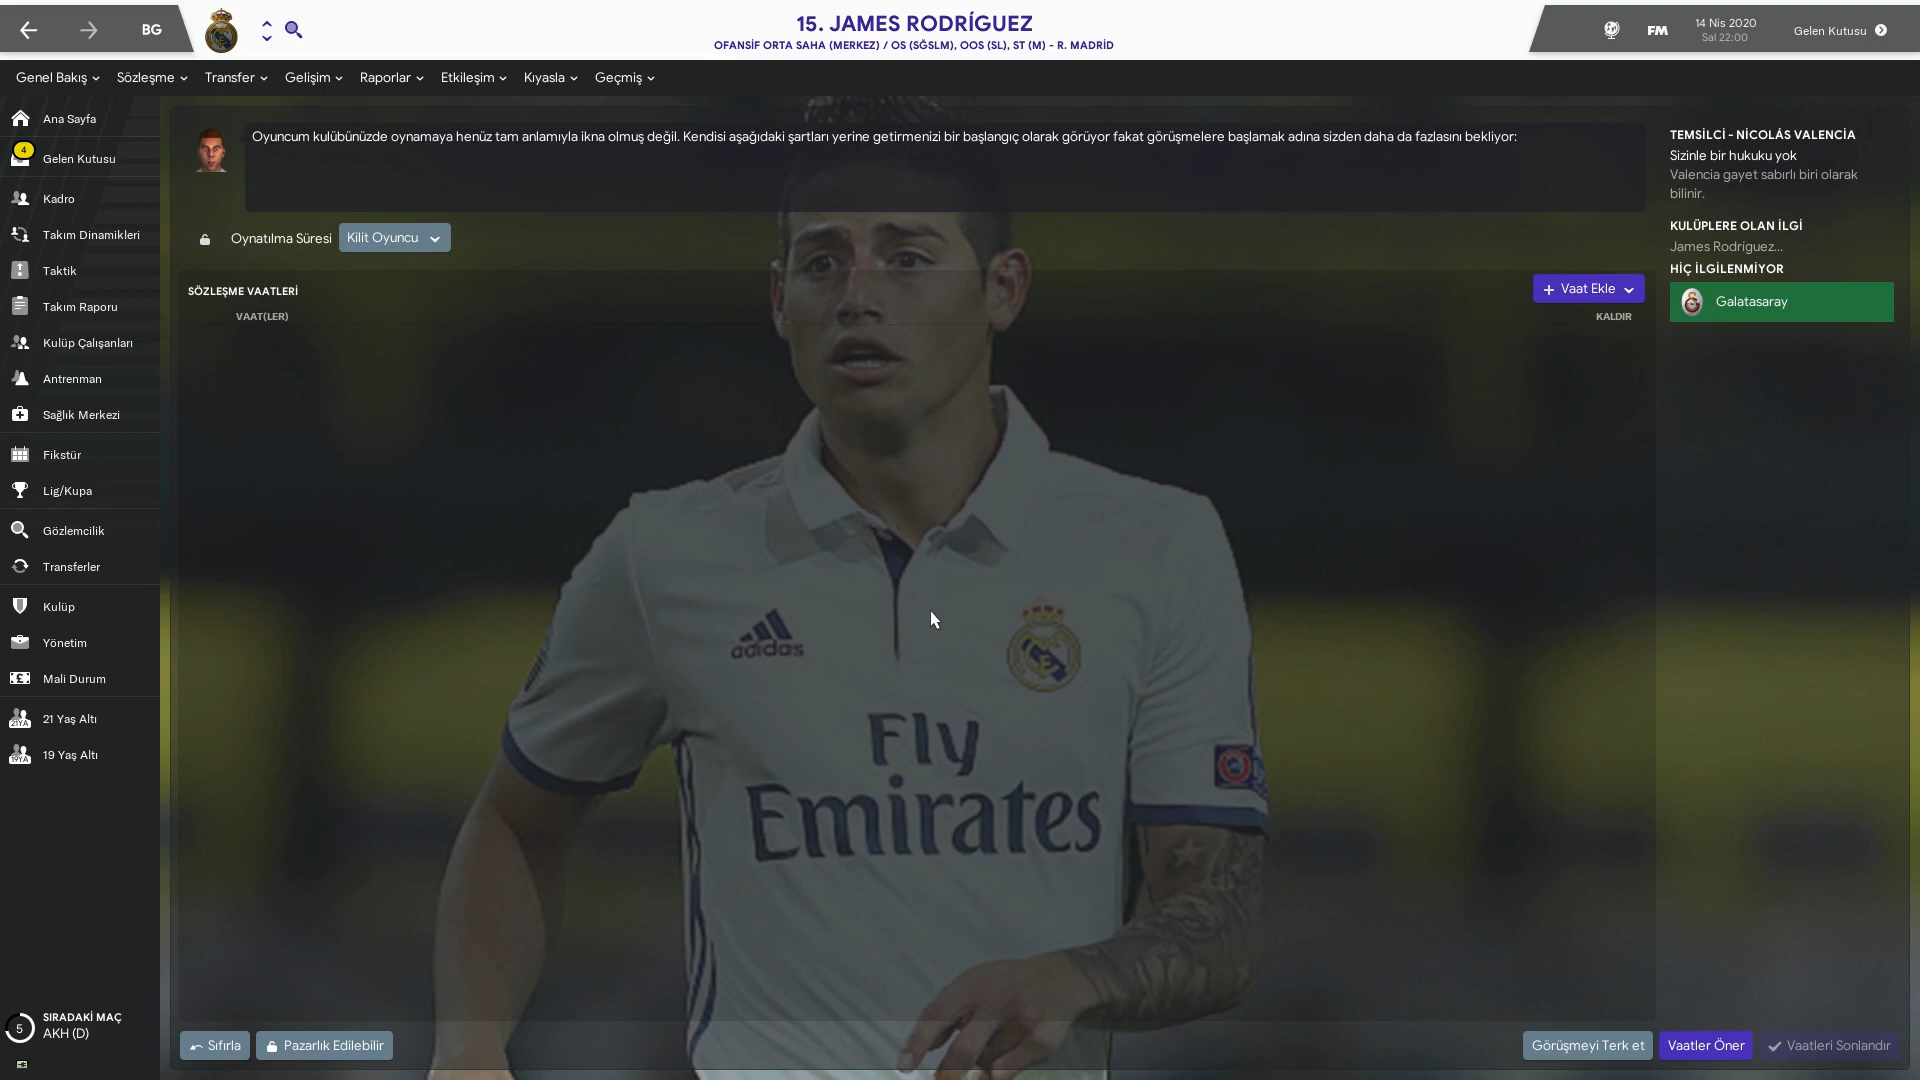 BG
15. JAMES RODRÍGUEZ
OFANSİF ORTA SAHA (MERKEZ) / OS (SĞSLM), OOS (SL), ST (M) - R. MADRİD
FM
14 Nis 2020
Sal 22:00
Gelen Kutusu
Genel Bakış
Sözleşme
Transfer
Gelişim
Raporlar
Etkileşim
Kıyasla
Geçmiş
Ana Sayfa
4
Gelen Kutusu
Kadro
Takım Dinamikleri
Taktik
Takım Raporu
Kulüp Çalışanları
Antrenman
Sağlık Merkezi
Fikstür
Lig/Kupa
Gözlemcilik
Transferler
Kulüp
Yönetim
Mali Durum
21YA
21 Yaş Altı
19YA
19 Yaş Altı
5
SIRADAKİ MAÇ
AKH (D)
Oyuncum kulübünüzde oynamaya henüz tam anlamıyla ikna olmuş değil. Kendisi aşağıdaki şartları yerine getirmenizi bir başlangıç olarak görüyor fakat görüşmelere başlamak adına sizden daha da fazlasını bekliyor:
Oynatılma Süresi
Kilit Oyuncu
SÖZLEŞME VAATLERİ
Vaat Ekle
VAAT(LER)
KALDIR
adidas
Fly
Emirates
Sıfırla
Pazarlık Edilebilir
Görüşmeyi Terk et
Vaatler Öner
Vaatleri Sonlandır
TEMSİLCİ - NİCOLÁS VALENCİA
Sizinle bir hukuku yok
Valencia gayet sabırlı biri olarak
bilinir.
KULÜPLERE OLAN İLGİ
James Rodríguez...
HİÇ İLGİLENMİYOR
Galatasaray